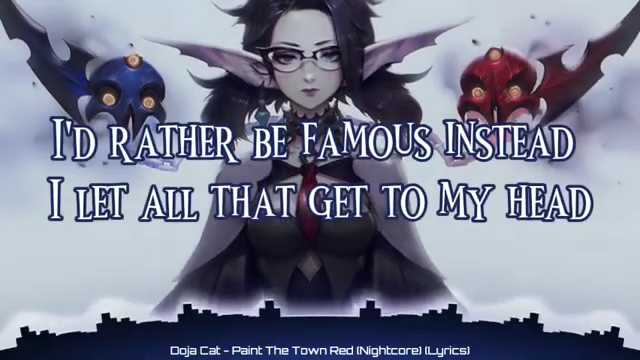 I'D RATHER BE FAMOUS INSTEAD
I LET ALL THAT GET TO MY HEAD
Doja Cat - Paint The Town Red (Nightcore) (Lyrics)